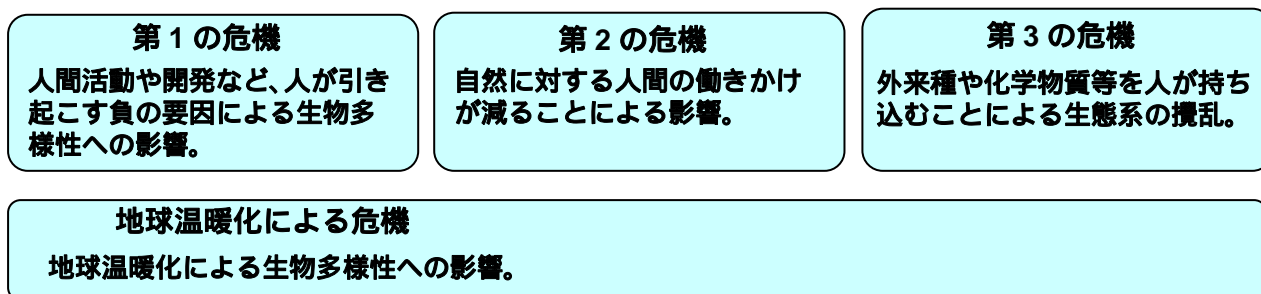 第1の危機
人間活動や開発など、人が引き
起こす負の要因による生物多
様性への影響。
第2の危機
自然に対する人間の働きかけ
が減ることによる影響。
第3の危機
外来種や化学物質等を人が持ち
込むことによる生態系の攪乱。
地球温暖化による危機
地球温暖化による生物多様性への影響。